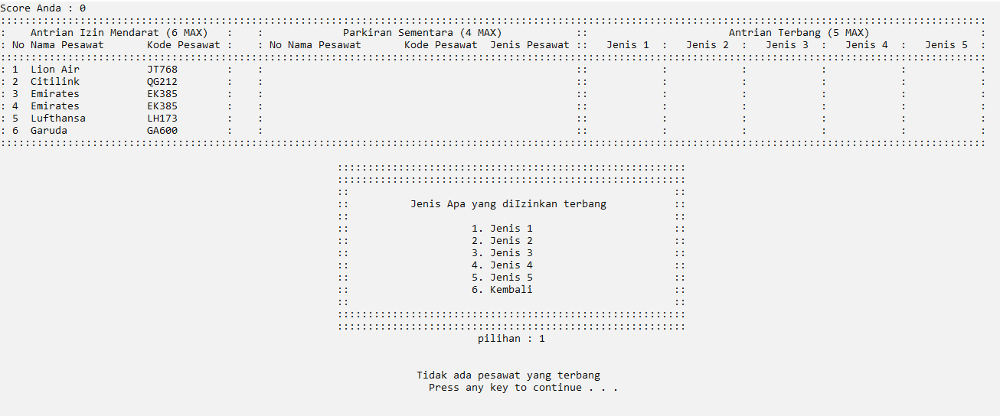 Score Anda : 0
: Antrian Izin Mendarat (6 MAX) : : Parkiran Sementara (4 MAX) :: Antrian Terbang (5 MAX) :
: No Nama Pesawat Kode Pesawat : : No Nama Pesawat Kode Pesawat Jenis Pesawat :: Jenis 1 : Jenis 2 : Jenis 3 : Jenis 4 : Jenis 5 :
: 1 Lion Air JT768 : : :: : : : : :
: 2 Citilink QG212 : : :: : : : : :
: 3 Emirates EK385 : : :: : : : : :
: 4 Emirates EK385 : : :: : : : : :
: 5 Lufthansa LH173 : : :: : : : : :
: 6 Garuda GA600 : : :: : : : : :
:: Jenis Apa yang diIzinkan terbang ::
:: 1. Jenis 1 ::
:: 2. Jenis 2 ::
:: 3. Jenis 3 ::
:: 4. Jenis 4 ::
:: 5. Jenis 5 ::
:: 6. Kembali ::
pilihan : 1
Tidak ada pesawat yang terbang
Press any key to continue . . .